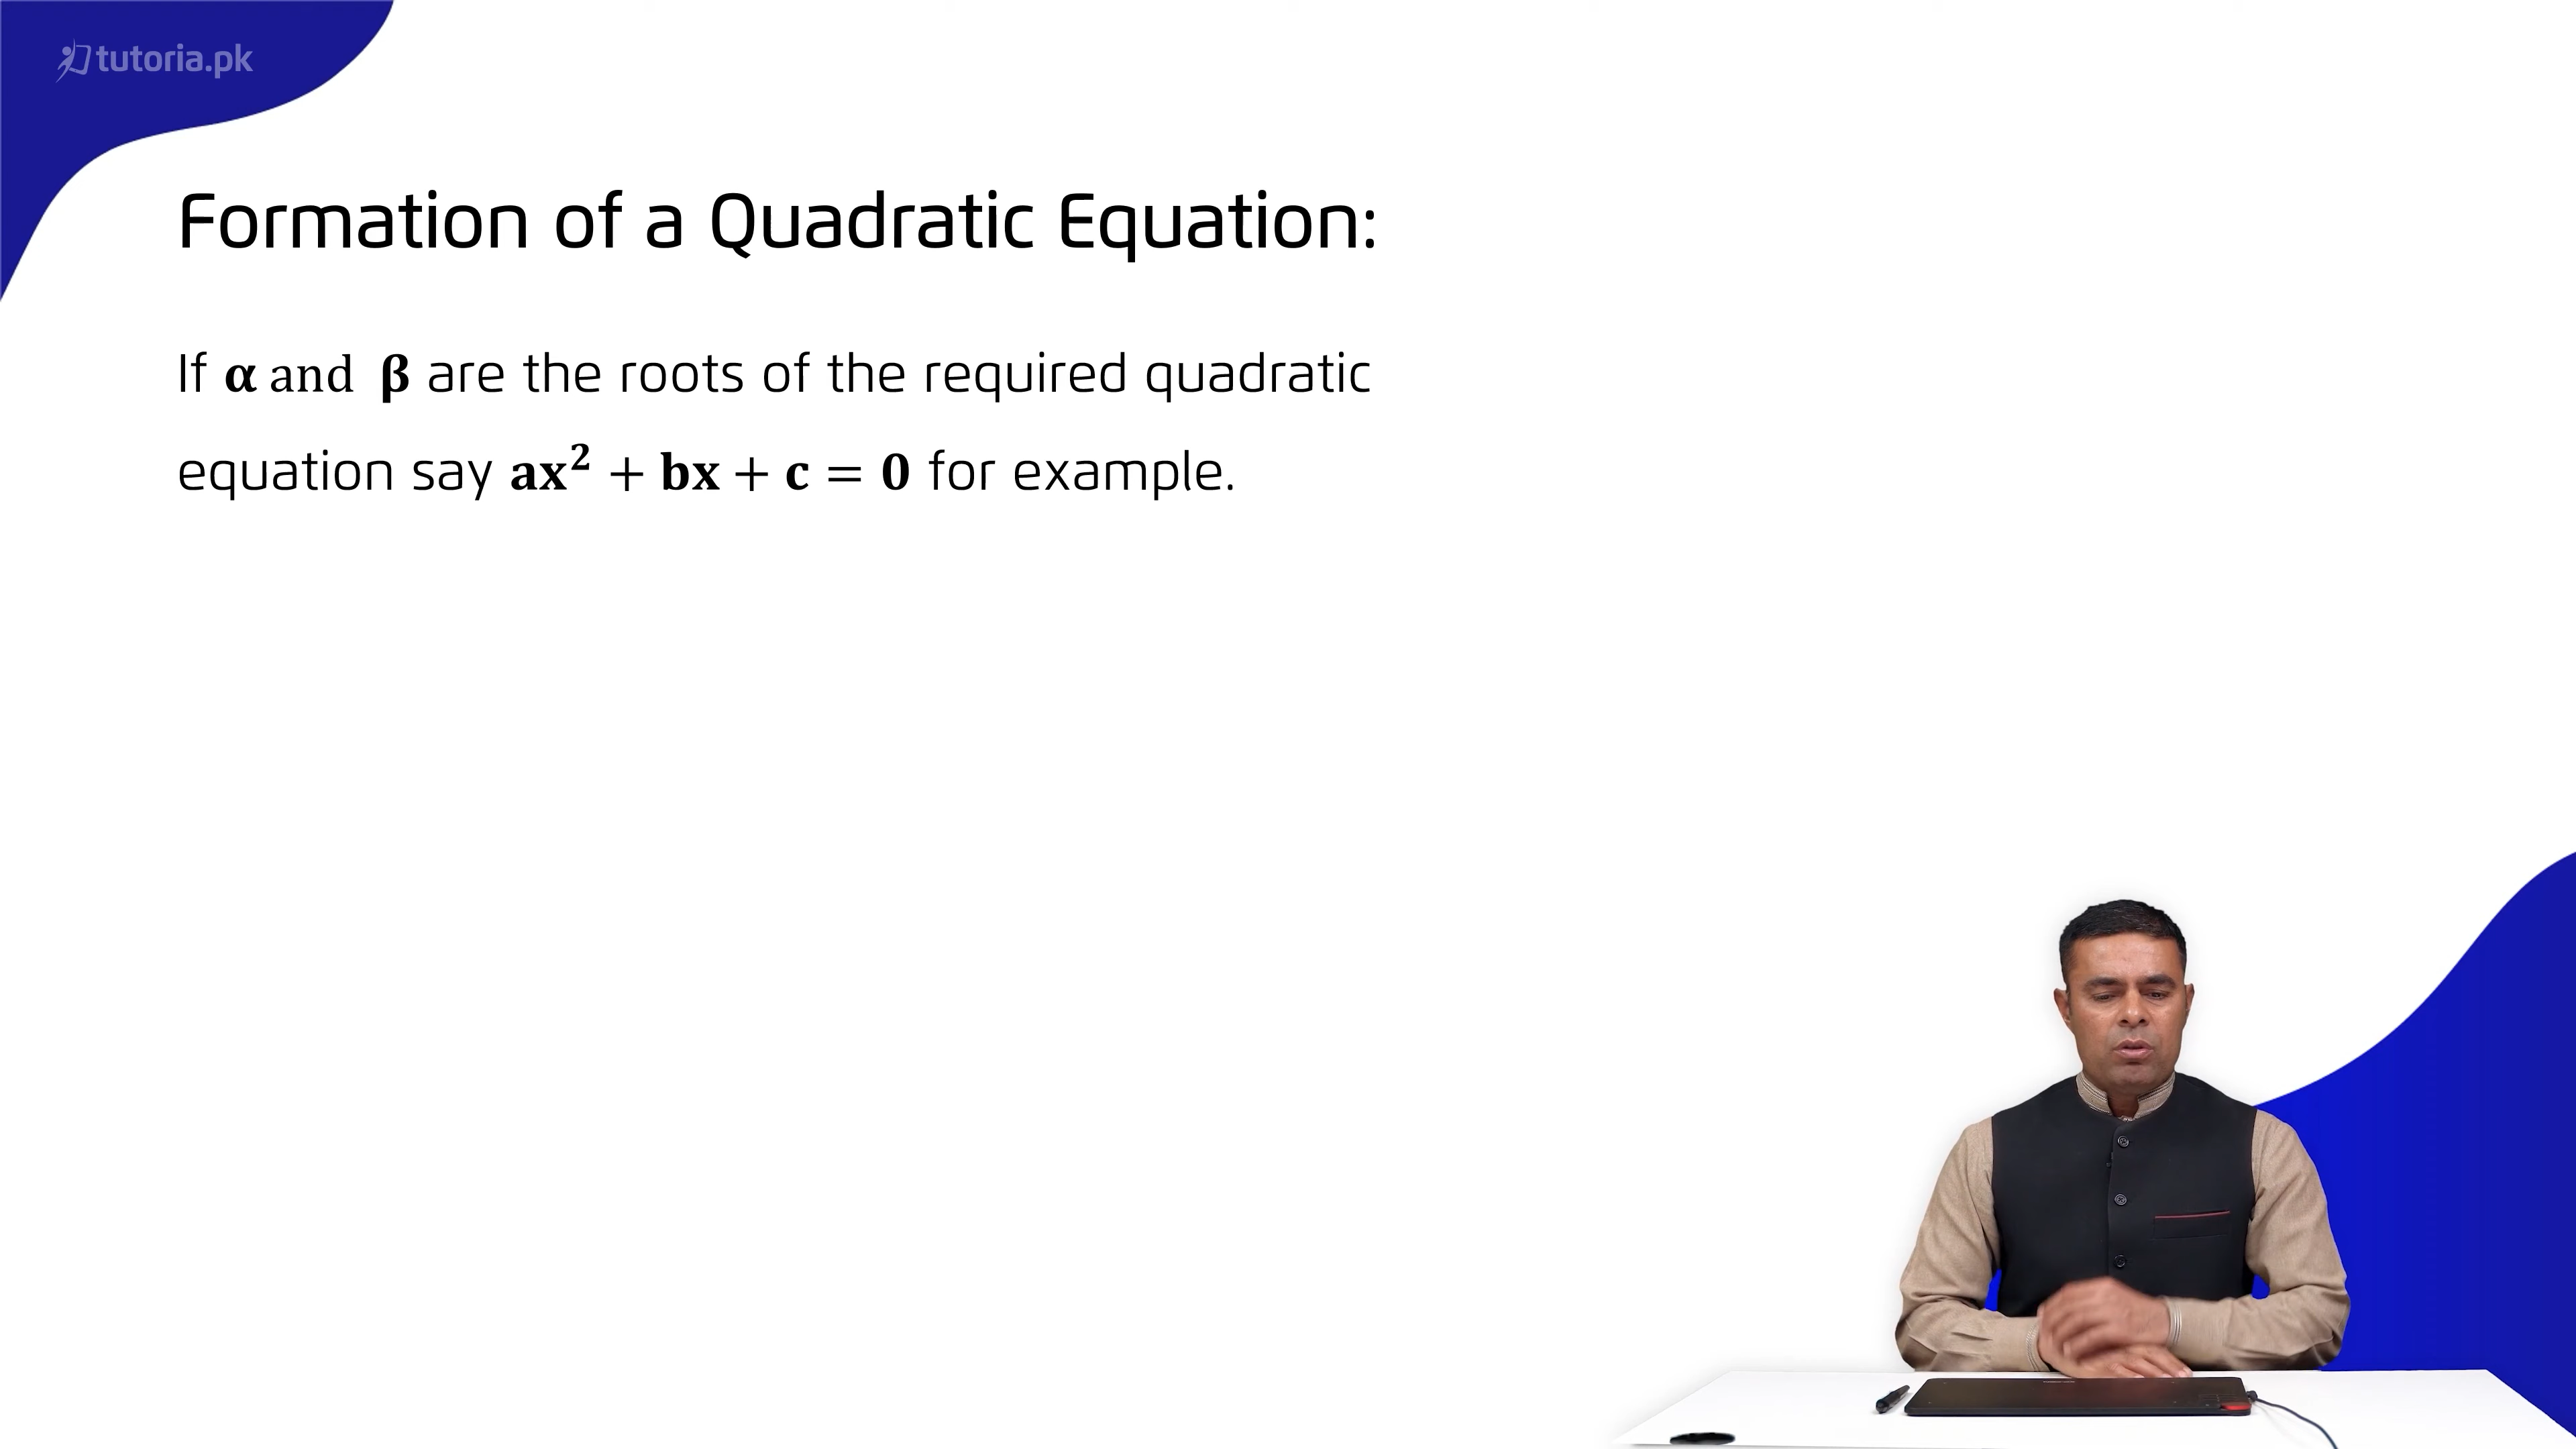 tutoria.pk
Formation of a Quadratic Equation:
If α and β are the roots of the required quadratic
equation say ax² + bx + c = 0 for example.